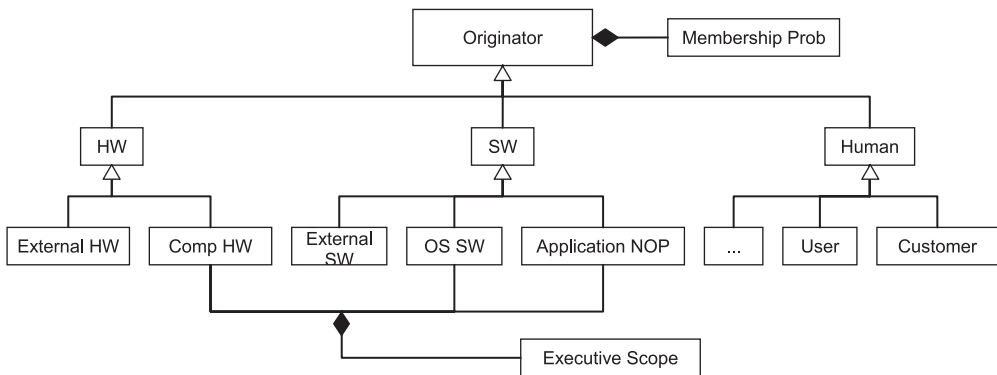 Originator
Membership Prob
HW
SW
Human
External HW
Comp HW
External
SW
OS SW
Application NOP
...
User
Customer
Executive Scope